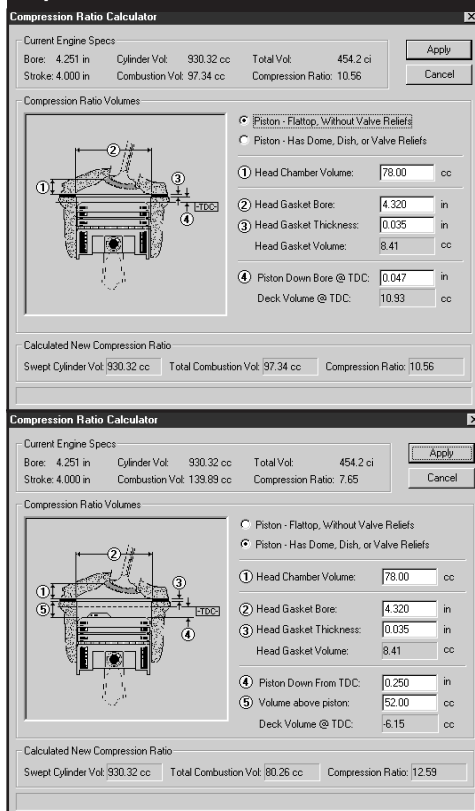 Compression Ratio Calculator
Current Engine Specs
Bore: 4.251 in Cylinder Vol: 930.32 cc Total Vol: 454.2 ci
Stroke: 4.000 in Combustion Vol: 97.34 cc Compression Ratio: 10.56
Apply
Cancel
Compression Ratio Volumes
2
1
3
-TDC-
4
Piston - Flattop, Without Valve Reliefs
Piston - Has Dome, Dish, or Valve Reliefs
1 Head Chamber Volume: 78.00 cc
2 Head Gasket Bore: 4.320 in
3 Head Gasket Thickness: 0.035 in
Head Gasket Volume: 8.41 cc
4 Piston Down Bore @ TDC: 0.047 in
Deck Volume @ TDC: 10.93 cc
Calculated New Compression Ratio
Swept Cylinder Vol: 930.32 cc Total Combustion Vol: 97.34 cc Compression Ratio: 10.56
Compression Ratio Calculator
Current Engine Specs
Bore: 4.251 in Cylinder Vol: 930.32 cc Total Vol: 454.2 ci
Stroke: 4.000 in Combustion Vol: 139.89 cc Compression Ratio: 7.65
Apply
Cancel
Compression Ratio Volumes
2
1
3
5
-TDC-
4
Piston - Flattop, Without Valve Reliefs
Piston - Has Dome, Dish, or Valve Reliefs
1 Head Chamber Volume: 78.00 cc
2 Head Gasket Bore: 4.320 in
3 Head Gasket Thickness: 0.035 in
Head Gasket Volume: 8.41 cc
4 Piston Down From TDC: 0.250 in
5 Volume above piston: 52.00 cc
Deck Volume @ TDC: -6.15 cc
Calculated New Compression Ratio
Swept Cylinder Vol: 930.32 cc Total Combustion Vol: 80.26 cc Compression Ratio: 12.59